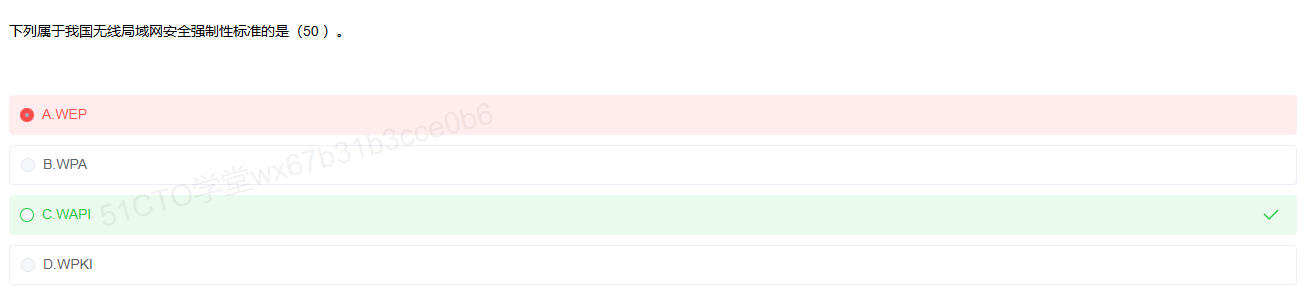 下列属于我国无线局域网安全强制性标准的是（50 ）。
A.WEP
B.WPA
51CTO学堂wx67b31b3cce0b6
C.WAPI
D.WPKI